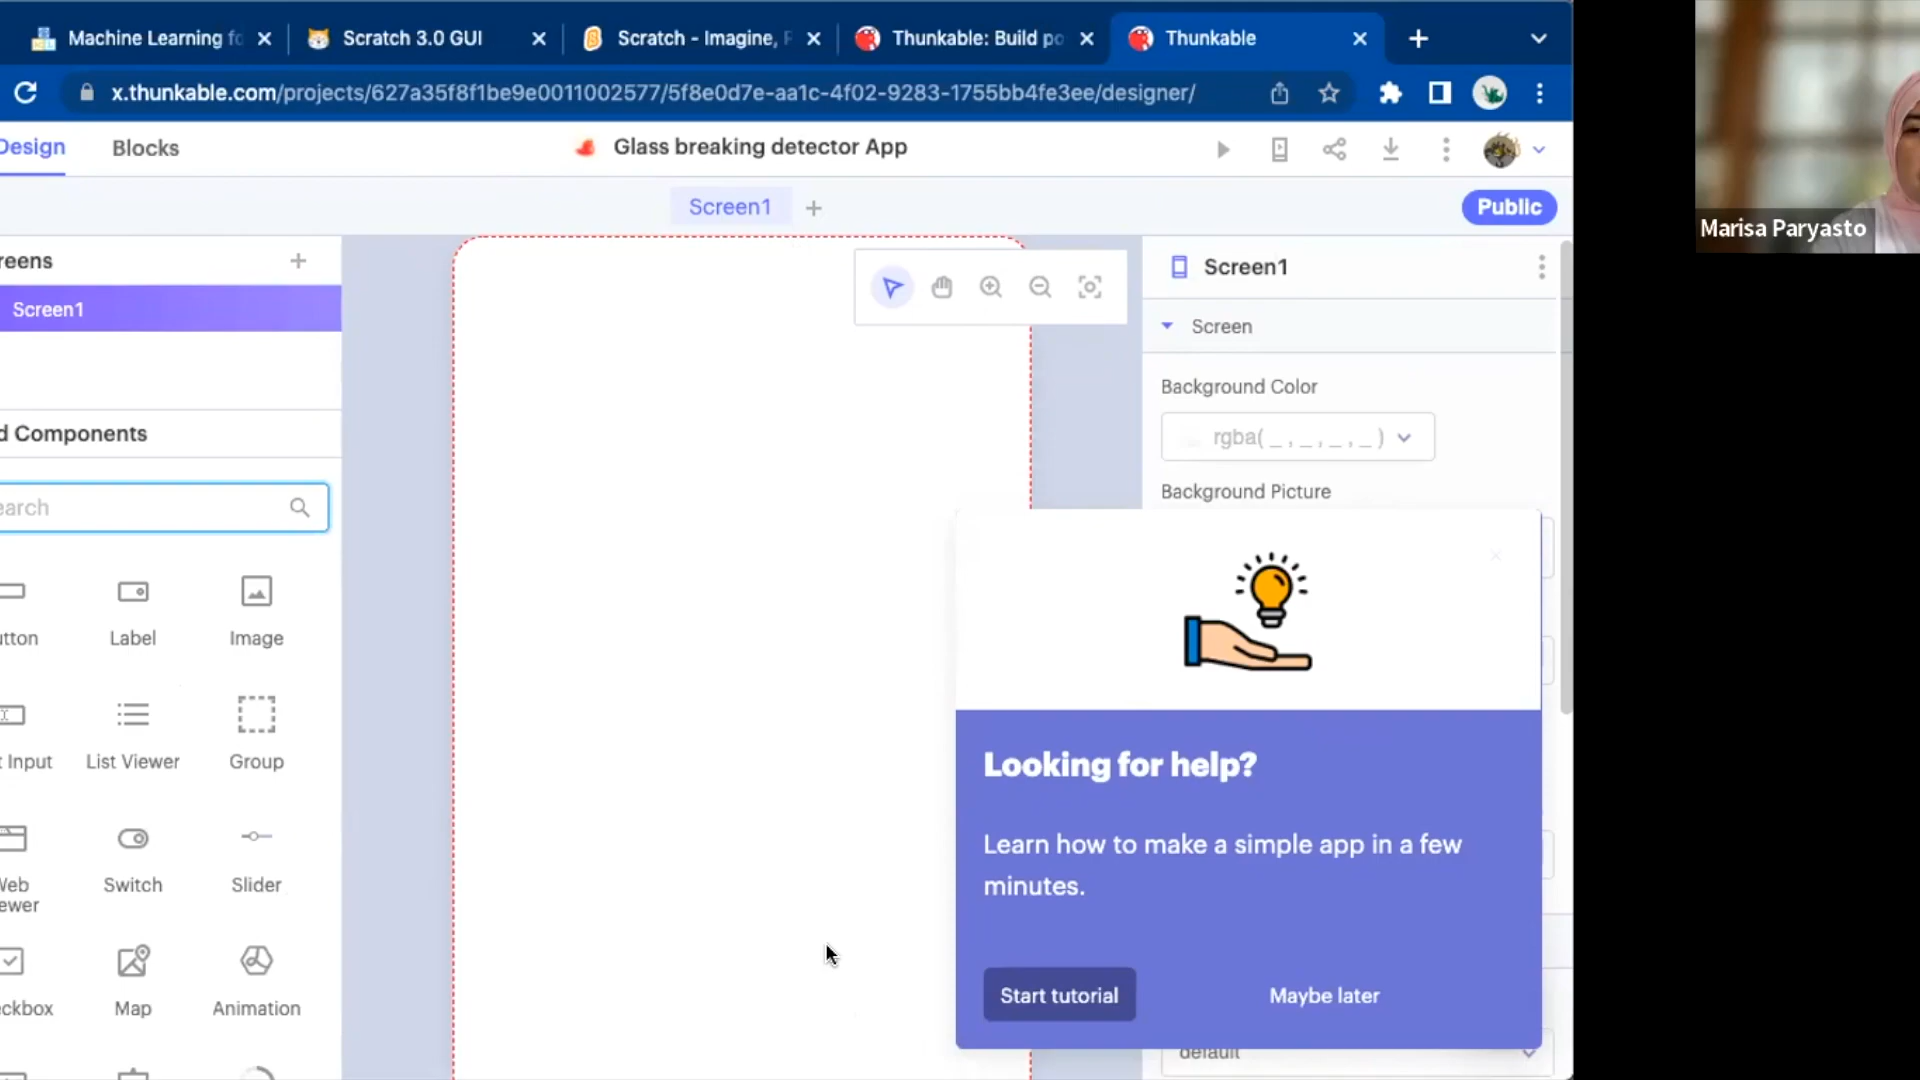 Machine Learning fo
Scratch 3.0 GUI
Scratch - Imagine, P
Thunkable: Build po
Thunkable
x.thunkable.com/projects/627a35f8f1be9e0011002577/5f8e0d7e-aa1c-4f02-9283-1755bb4fe3ee/designer/
Design
Blocks
Glass breaking detector App
Screen1
Public
reens
Screen1
d Components
earch
utton
Label
Image
t Input
List Viewer
Group
Web
ewer
Switch
Slider
eckbox
Map
Animation
Screen1
Screen
Background Color
rgba( _ , _ , _ , _ )
Background Picture
Looking for help?
Learn how to make a simple app in a few
minutes.
Start tutorial
Maybe later
default
Marisa Paryasto